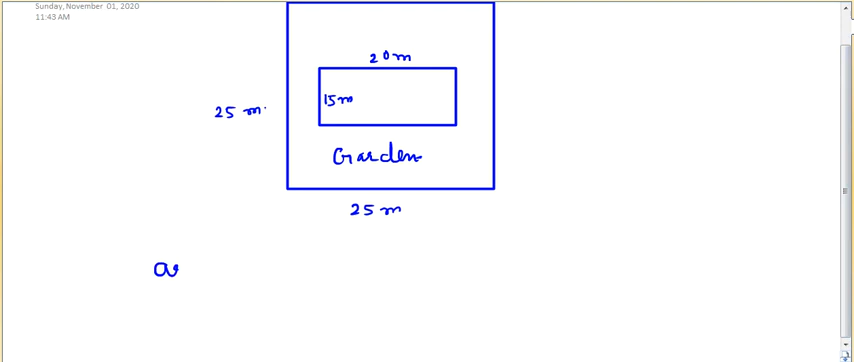 Sunday, November 01, 2020
11:43 AM
20m
15m
25 m.
Garden
25 m